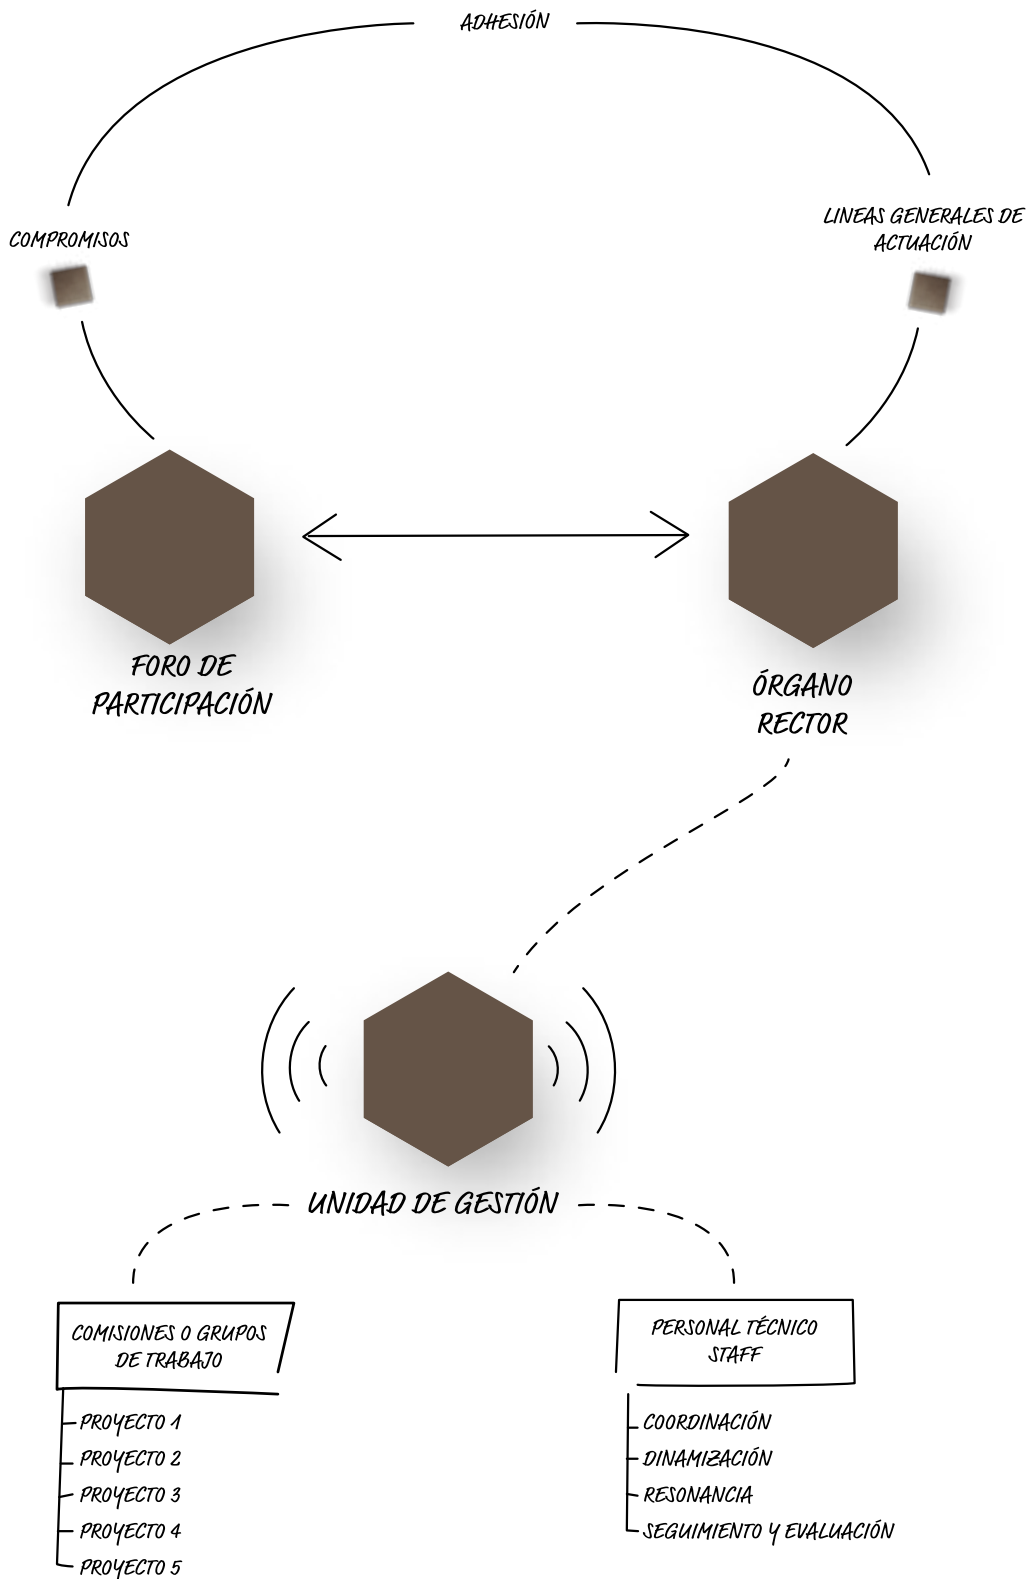 ADHESIÓN
COMPROMISOS
LINEAS GENERALES DE
ACTUACIÓN
FORO DE
PARTICIPACIÓN
ÓRGANO
RECTOR
UNIDAD DE GESTIÓN
COMISIONES O GRUPOS
DE TRABAJO
PROYECTO 1
PROYECTO 2
PROYECTO 3
PROYECTO 4
PROYECTO 5
PERSONAL TÉCNICO
STAFF
COORDINACIÓN
DINAMIZACIÓN
RESONANCIA
SEGUIMIENTO Y EVALUACIÓN